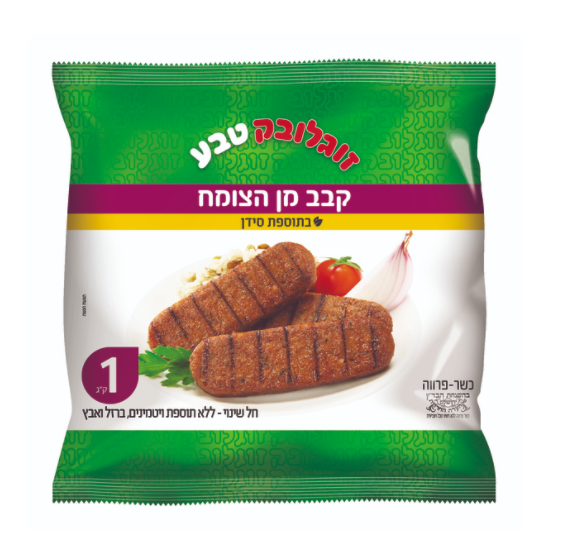 זוגלובק טבע
קבב מן הצומח
בתוספת סידן
1
ק"ג
כשר-פרווה
חל שינוי - ללא תוספת ויטמינים, ברזל ואבץ